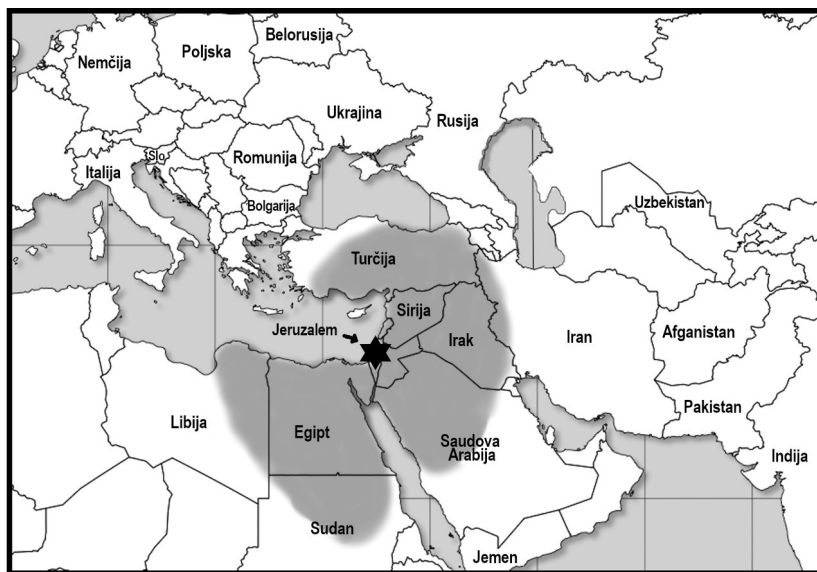 Belorusija
Nemčija
Poljska
Ukrajina
Rusija
Slo
Italija
Romunija
Bolgarija
Uzbekistan
Turčija
Sirija
Jeruzalem
Irak
Iran
Afganistan
Pakistan
Libija
Egipt
Saudova
Arabija
Indija
Sudan
Jemen